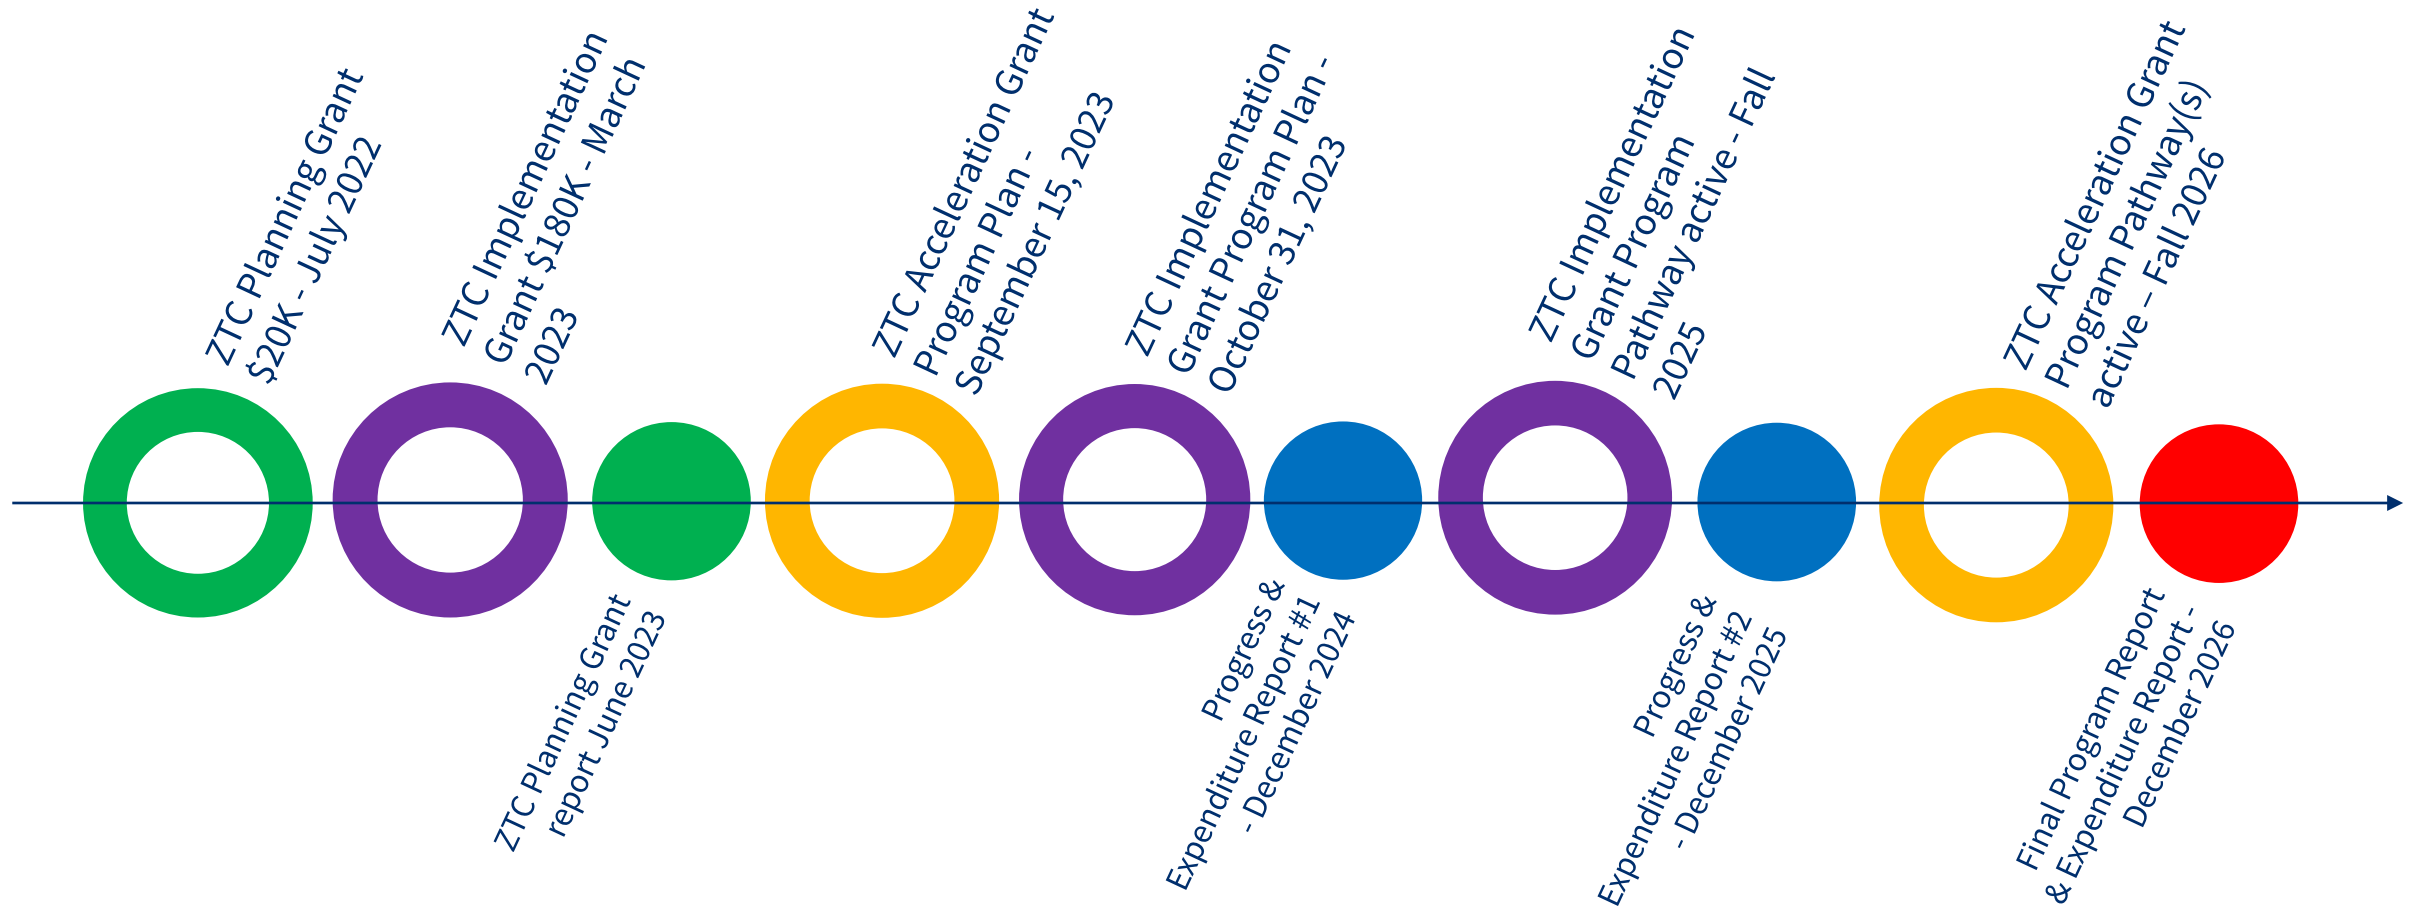 ZTC Planning Grant
$20K - July 2022
ZTC Implementation
Grant $180K - March
2023
ZTC Planning Grant
report June 2023
ZTC Acceleration Grant
Program Plan -
September 15, 2023
ZTC Implementation
Grant Program Plan -
October 31, 2023
Progress &
Expenditure Report #1
- December 2024
ZTC Implementation
Grant Program
Pathway active - Fall
2025
Progress &
Expenditure Report #2
- December 2025
ZTC Acceleration Grant
Program Pathway(s)
active – Fall 2026
Final Program Report
& Expenditure Report -
December 2026